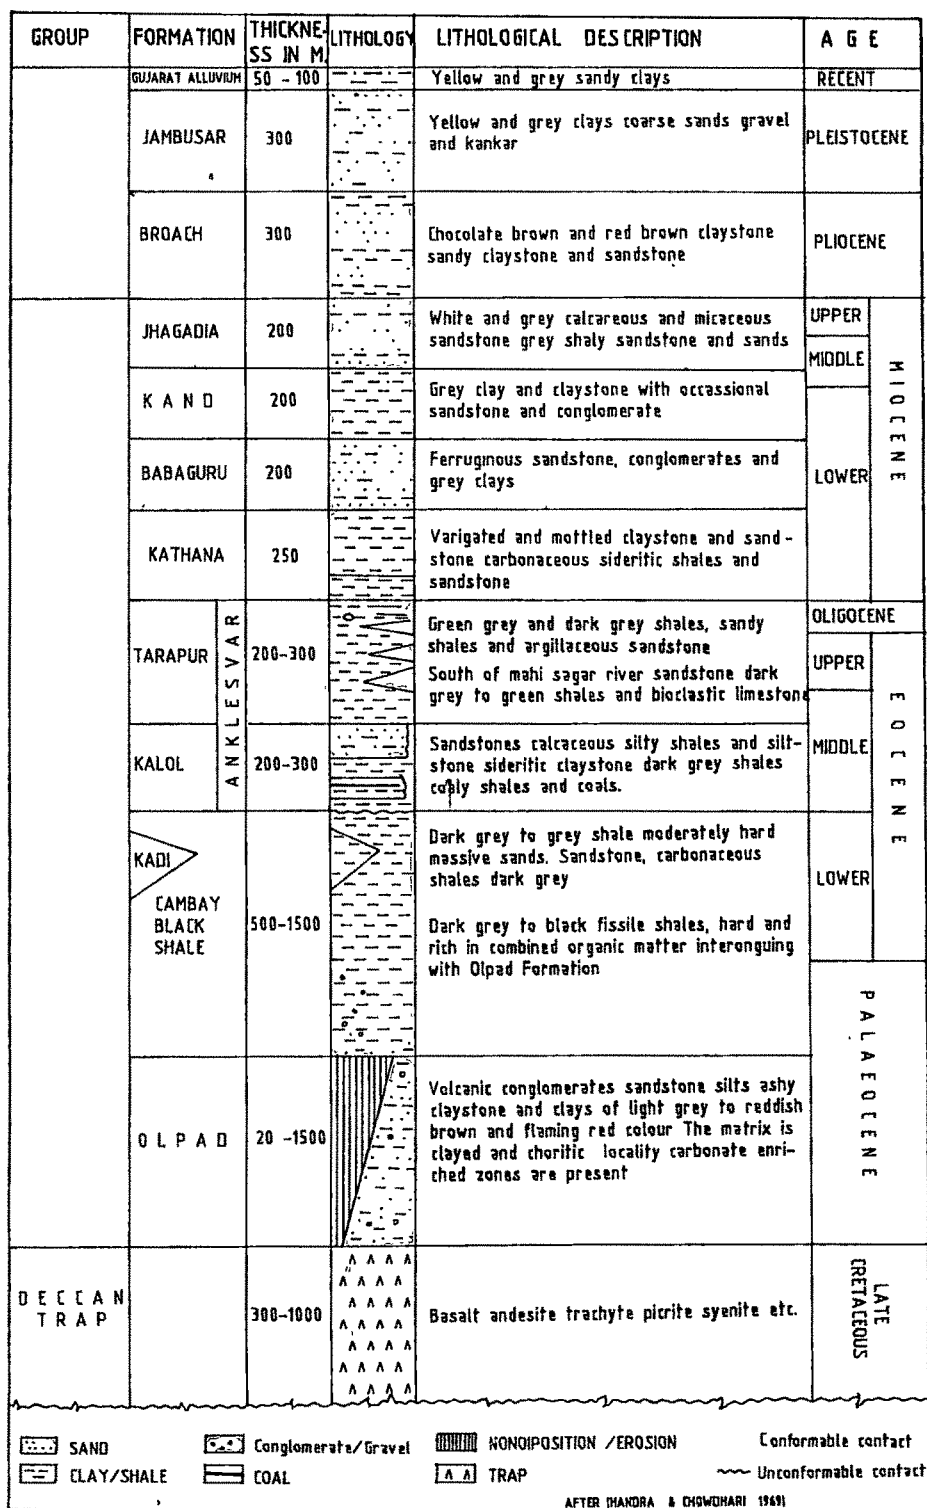 GROUP
FORMATION
THICKNE-
SS IN M.
LITHOLOGY
LITHOLOGICAL DESCRIPTION
A G E
GUJARAT ALLUVIUM
50 - 100
Yellow and grey sandy clays
RECENT
JAMBUSAR
300
Yellow and grey clays coarse sands gravel
and kankar
PLEISTOCENE
BROACH
300
Chocolate brown and red brown claystone
sandy claystone and sandstone
PLIOCENE
JHAGADIA
200
White and grey calcareous and micaceous
sandstone grey shaly sandstone and sands
UPPER
MIDDLE
MIOCENE
K A N D
200
Grey clay and claystone with occassional
sandstone and conglomerate
BABAGURU
200
Ferruginous sandstone, conglomerates and
grey clays
LOWER
KATHANA
250
Varigated and mottled claystone and sand-
stone carbonaceous sideritic shales and
sandstone
OLIGOCENE
ANKLESVAR
TARAPUR
200-300
Green grey and dark grey shales, sandy
shales and argillaceous sandstone
South of mahi sagar river sandstone dark
grey to green shales and bioclastic limestone
UPPER
EOCENE
KALOL
200-300
Sandstones calcaceous silty shales and silt-
stone sideritic claystone dark grey shales
coaly shales and coals.
MIDDLE
KADI
CAMBAY
BLACK
SHALE
500-1500
Dark grey to grey shale moderately hard
massive sands. Sandstone, carbonaceous
shales dark grey
Dark grey to black fissile shales, hard and
rich in combined organic matter interonguing
with Olpad Formation
LOWER
PALAEOCENE
O L P A D
20 -1500
Volcanic conglomerates sandstone silts ashy
claystone and clays of light grey to reddish
brown and flaming red colour The matrix is
clayed and choritic locality carbonate enri-
ched zones are present
D E C C A N
T R A P
300-1000
Basalt andesite trachyte picrite syenite etc.
LATE
CRETACEOUS
SAND
Conglomerate/Gravel
NONDIPOSITION /EROSION
Conformable contact
CLAY/SHALE
COAL
TRAP
Unconformable contact
AFTER & CHOWDHARI 1969)